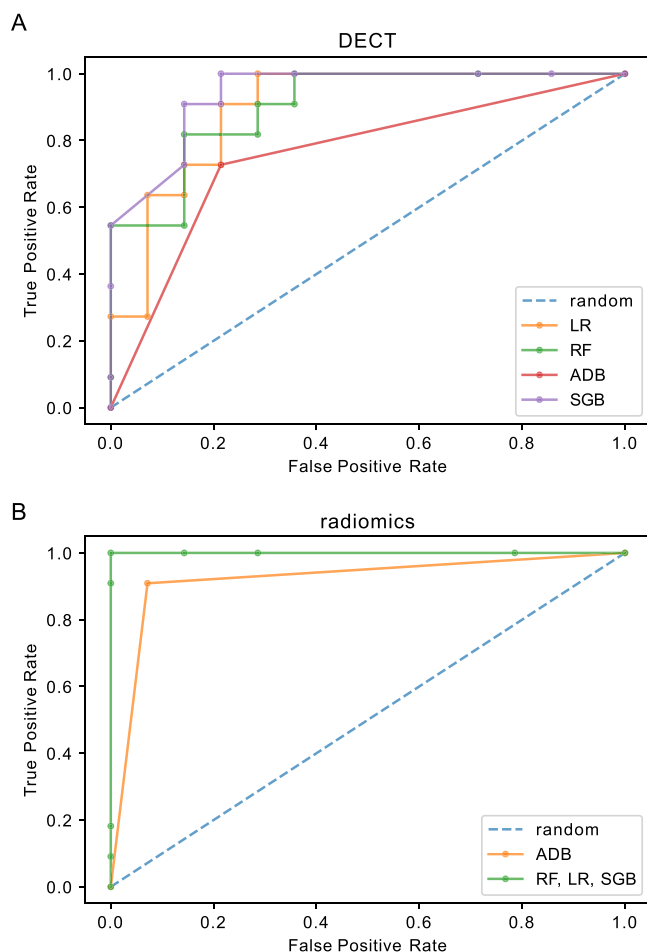 A
DECT
True Positive Rate
1.0
0.8
0.6
0.4
0.2
0.0
random
LR
RF
ADB
SGB
0.0 0.2 0.4 0.6 0.8 1.0
False Positive Rate
B
radiomics
True Positive Rate
1.0
0.8
0.6
0.4
0.2
0.0
random
ADB
RF, LR, SGB
0.0 0.2 0.4 0.6 0.8 1.0
False Positive Rate